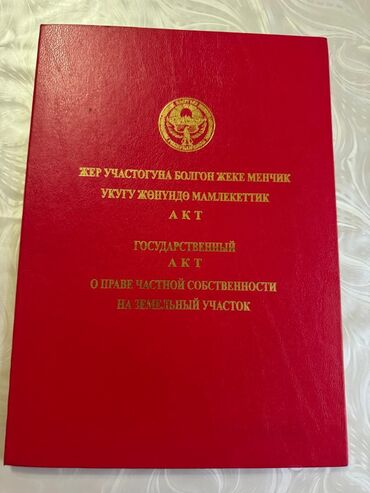 ЖЕР УЧАСТОГУНА БОЛГОН ЖЕКЕ МЕНЧИК
УКУГУ ЖӨНҮНДӨ МАМЛЕКЕТТИК
АКТ
ГОСУДАРСТВЕННЫЙ
АКТ
О ПРАВЕ ЧАСТНОЙ СОБСТВЕННОСТИ
НА ЗЕМЕЛЬНЫЙ УЧАСТОК